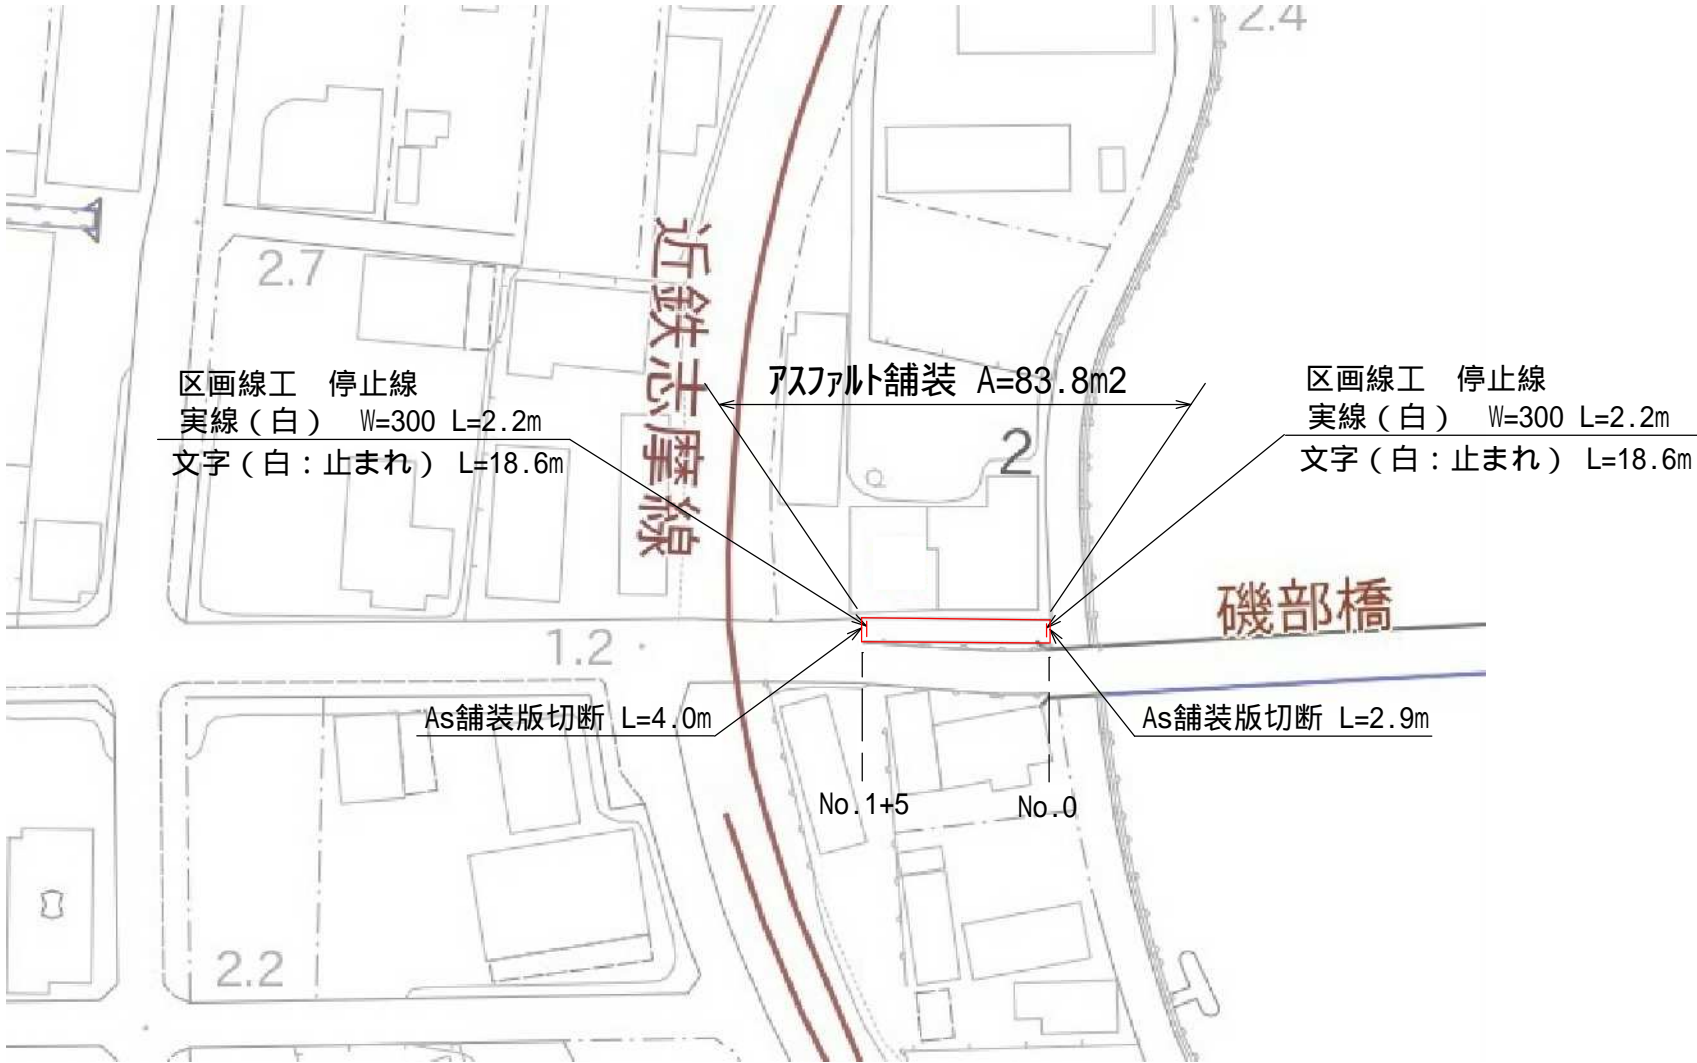 2.4
2.7
近鉄志摩線
区画線工　停止線
実線（白）　W=300 L=2.2m
文字（白：止まれ） L=18.6m
アスファルト舗装 A=83.8m2
2
区画線工　停止線
実線（白）　W=300 L=2.2m
文字（白：止まれ） L=18.6m
磯部橋
1.2
As舗装版切断 L=4.0m
As舗装版切断 L=2.9m
No.1+5
No.0
2.2